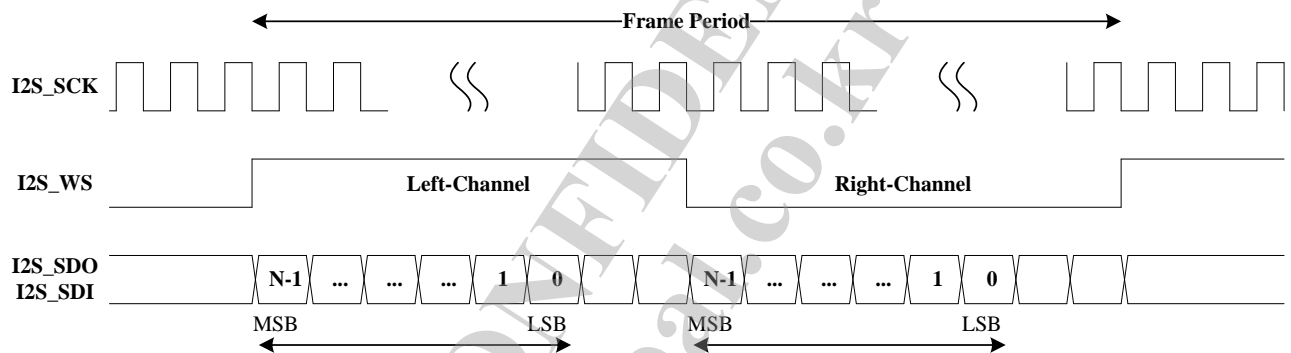 Frame Period
I2S_SCK
I2S_WS
Left-Channel
Right-Channel
I2S_SDO
I2S_SDI
N-1 ... ... ... 1 0 N-1 ... ... ... 1 0
MSB LSB MSB LSB